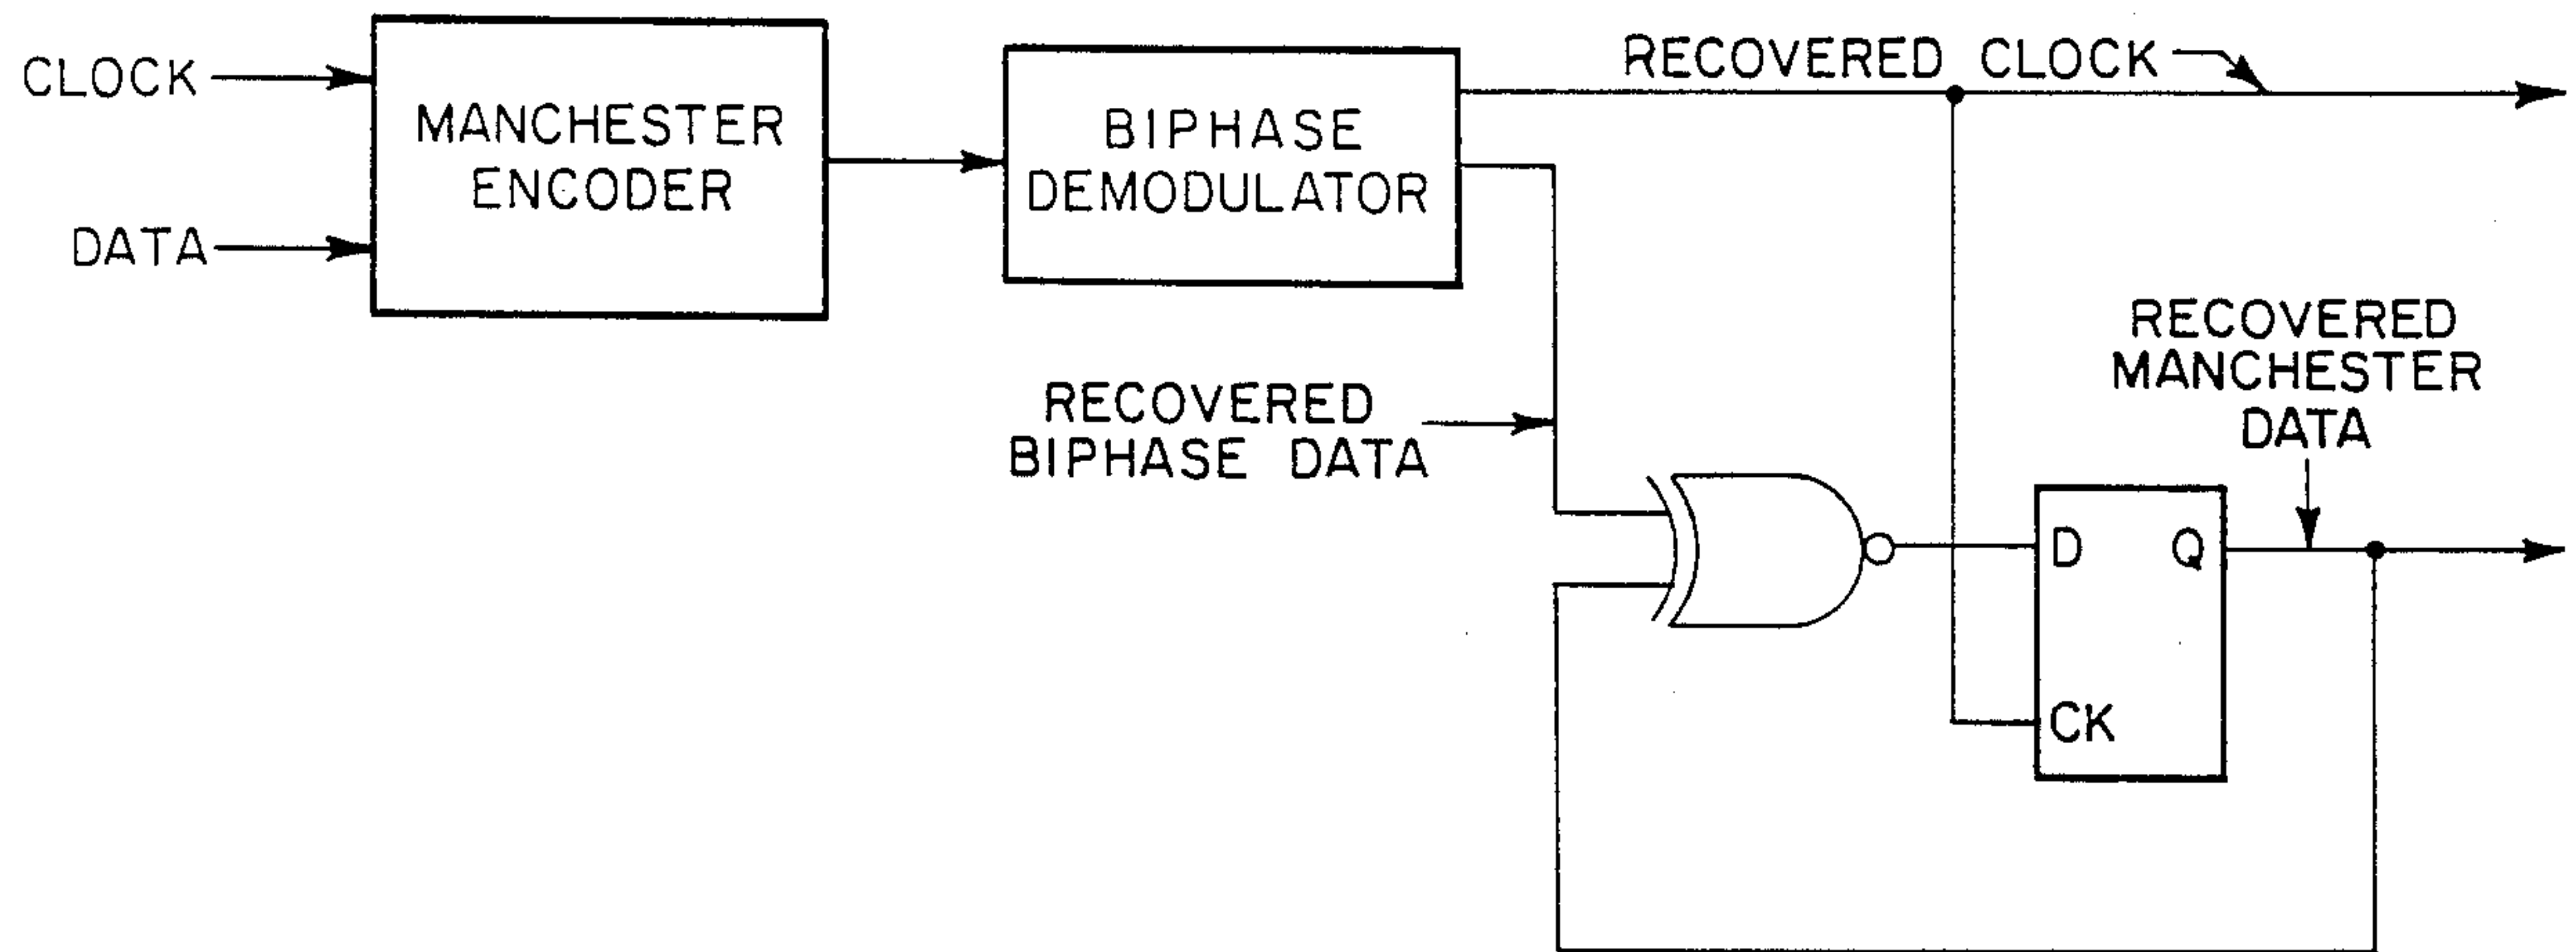 CLOCK
DATA
MANCHESTER
ENCODER
BIPHASE
DEMODULATOR
RECOVERED CLOCK
RECOVERED
BIPHASE DATA
RECOVERED
MANCHESTER
DATA
D
Q
CK